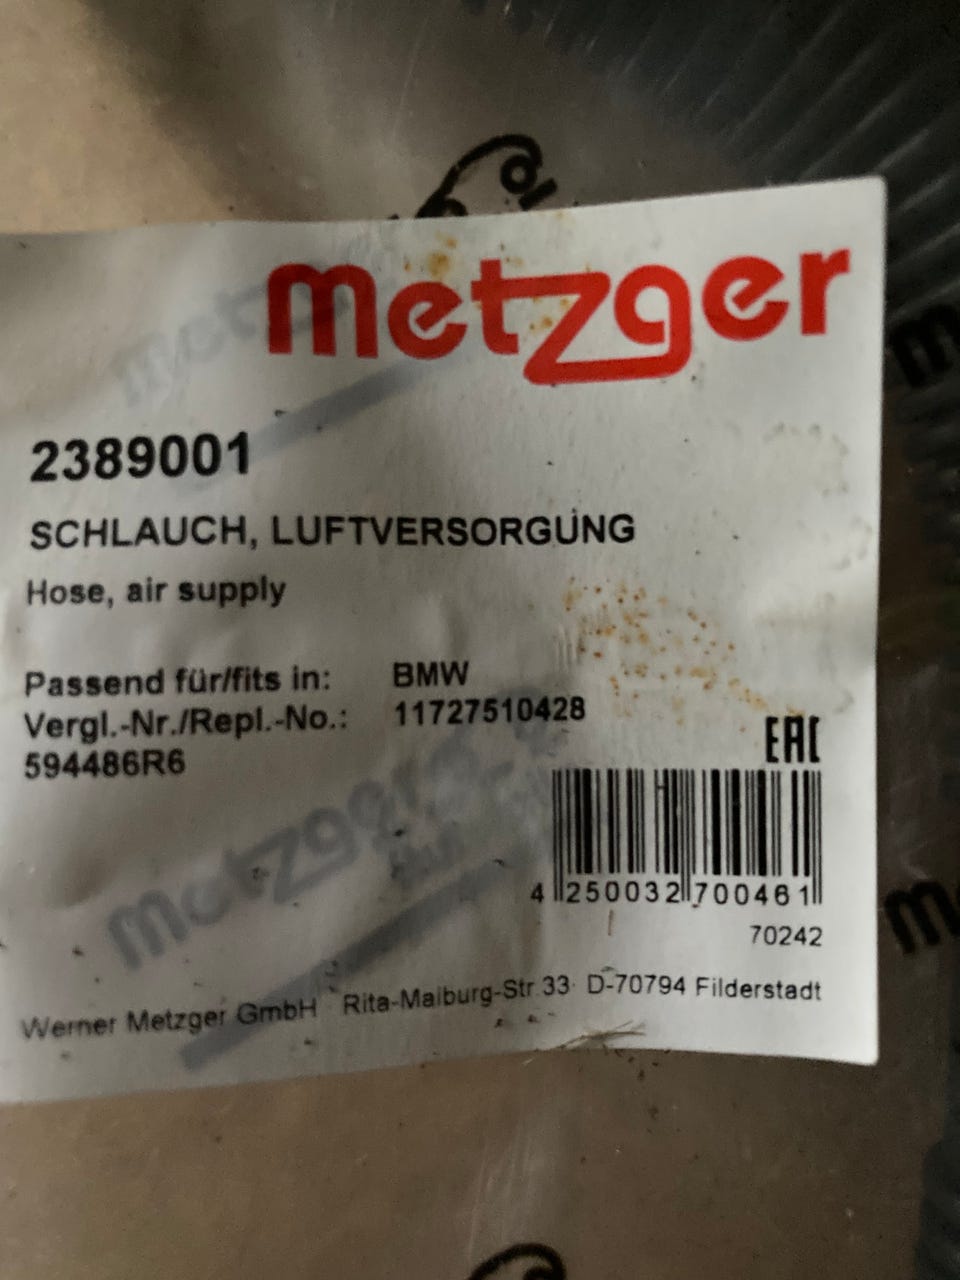 metzger
2389001
SCHLAUCH, LUFTVERSORGUNG
Hose, air supply
Passend für/fits in: BMW
Vergl.-Nr./Repl.-No.: 11727510428
594486R6
EAC
4 250032 700461
70242
Werner Metzger GmbH · Rita-Maiburg-Str.33 · D-70794 Filderstadt
metzger